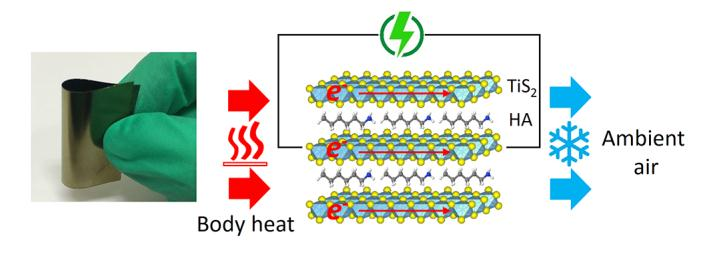 e⁻
TiS₂
HA
e⁻
Ambient
air
Body heat
e⁻